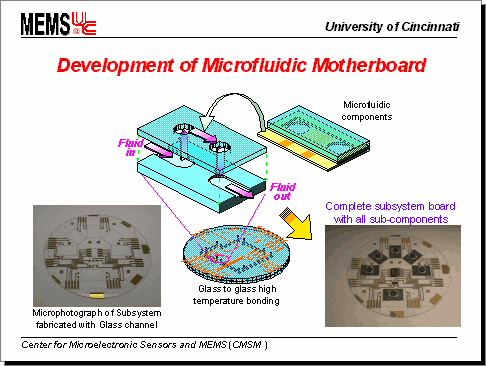 MEMS UC
University of Cincinnati
Development of Microfluidic Motherboard
Microfluidic
components
Fluid
in
Fluid
out
Complete subsystem board
with all sub-components
Glass to glass high
temperature bonding
Microphotograph of Subsystem
fabricated with Glass channel
Center for Microelectronic Sensors and MEMS (CMSM )